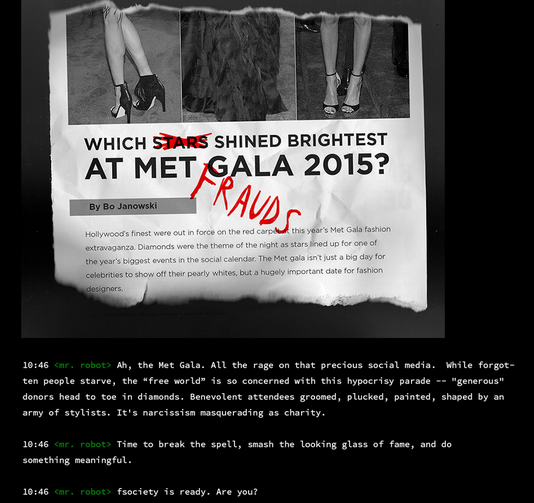 WHICH STARS SHINED BRIGHTEST
AT MET GALA 2015?
FRAUDS
By Bo Janowski
Hollywood's finest were out in force on the red carpet at this year's Met Gala fashion
extravaganza. Diamonds were the theme of the night as stars lined up for one of
the year's biggest events in the social calendar. The Met gala isn't just a big day for
celebrities to show off their pearly whites, but a hugely important date for fashion
designers.
10:46 <mr. robot> Ah, the Met Gala. All the rage on that precious social media.  While forgot-
ten people starve, the “free world” is so concerned with this hypocrisy parade -- "generous"
donors head to toe in diamonds. Benevolent attendees groomed, plucked, painted, shaped by an
army of stylists. It's narcissism masquerading as charity.
10:46 <mr. robot> Time to break the spell, smash the looking glass of fame, and do
something meaningful.
10:46 <mr. robot> fsociety is ready. Are you?